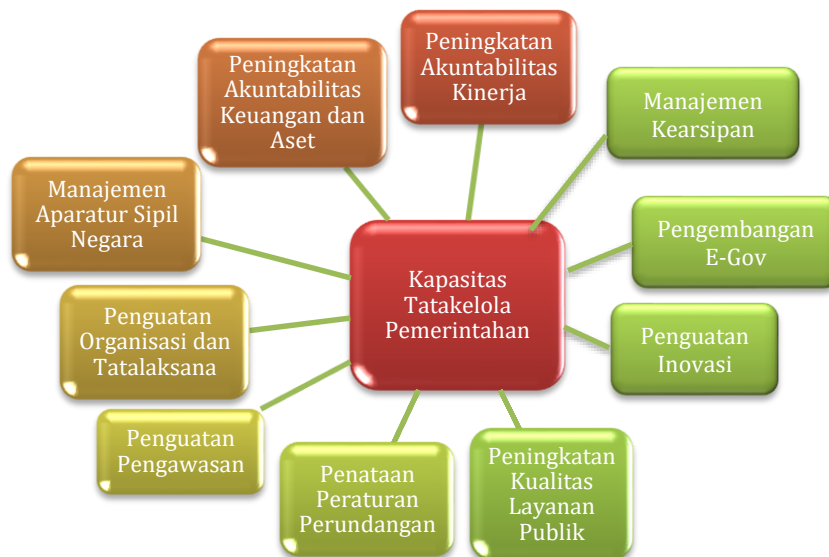 Peningkatan
Akuntabilitas
Kinerja
Peningkatan
Akuntabilitas
Keuangan dan
Aset
Manajemen
Kearsipan
Manajemen
Aparatur Sipil
Negara
Pengembangan
E-Gov
Kapasitas
Tatakelola
Pemerintahan
Penguatan
Organisasi dan
Tatalaksana
Penguatan
Inovasi
Penguatan
Pengawasan
Penataan
Peraturan
Perundangan
Peningkatan
Kualitas
Layanan
Publik